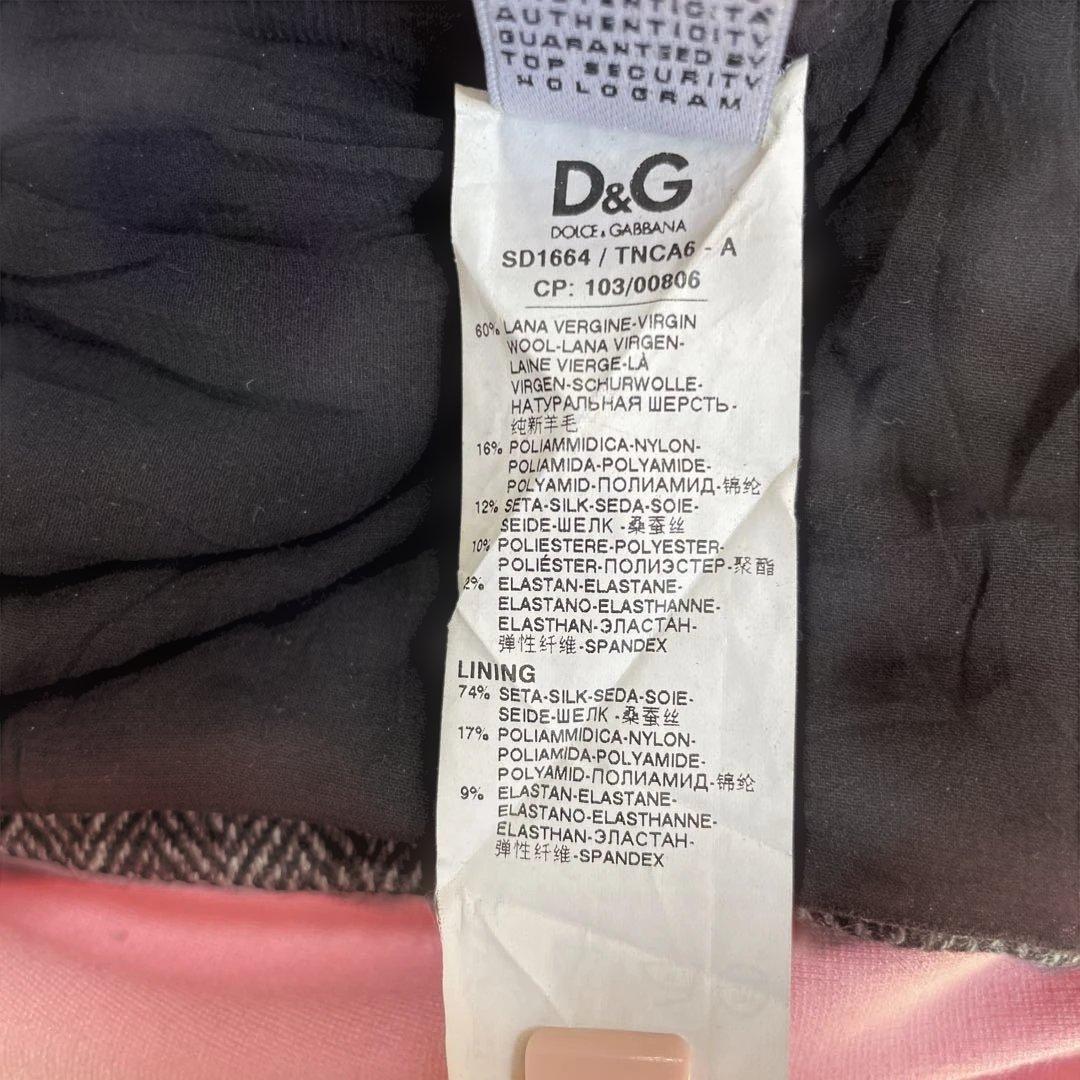 AUTHENTICITY
GUARANTEED BY
TOP SECURITY
HOLOGRAM
D&G
DOLCE & GABBANA
SD1664 / TNCA6 - A
CP: 103/00806
60% LANA VERGINE-VIRGIN
WOOL-LANA VIRGEN-
LAINE VIERGE-LÀ
VIRGEN-SCHURWOLLE-
НАТУРАЛЬНАЯ ШЕРСТЬ-
纯新羊毛
16% POLIAMMIDICA-NYLON-
POLIAMIDA-POLYAMIDE-
POLYAMID-ПОЛИАМИД-锦纶
12% SETA-SILK-SEDA-SOIE-
SEIDE-ШЕЛК -桑蚕丝
10% POLIESTERE-POLYESTER-
POLIÉSTER-ПОЛИЭСТЕР-聚酯
2% ELASTAN-ELASTANE-
ELASTANO-ELASTHANNE-
ELASTHAN-ЭЛАСТАН-
弹性纤维-SPANDEX
LINING
74% SETA-SILK-SEDA-SOIE-
SEIDE-ШЕЛК -桑蚕丝
17% POLIAMMIDICA-NYLON-
POLIAMIDA-POLYAMIDE-
POLYAMID-ПОЛИАМИД-锦纶
9% ELASTAN-ELASTANE-
ELASTANO-ELASTHANNE-
ELASTHAN-ЭЛАСТАН-
弹性纤维-SPANDEX